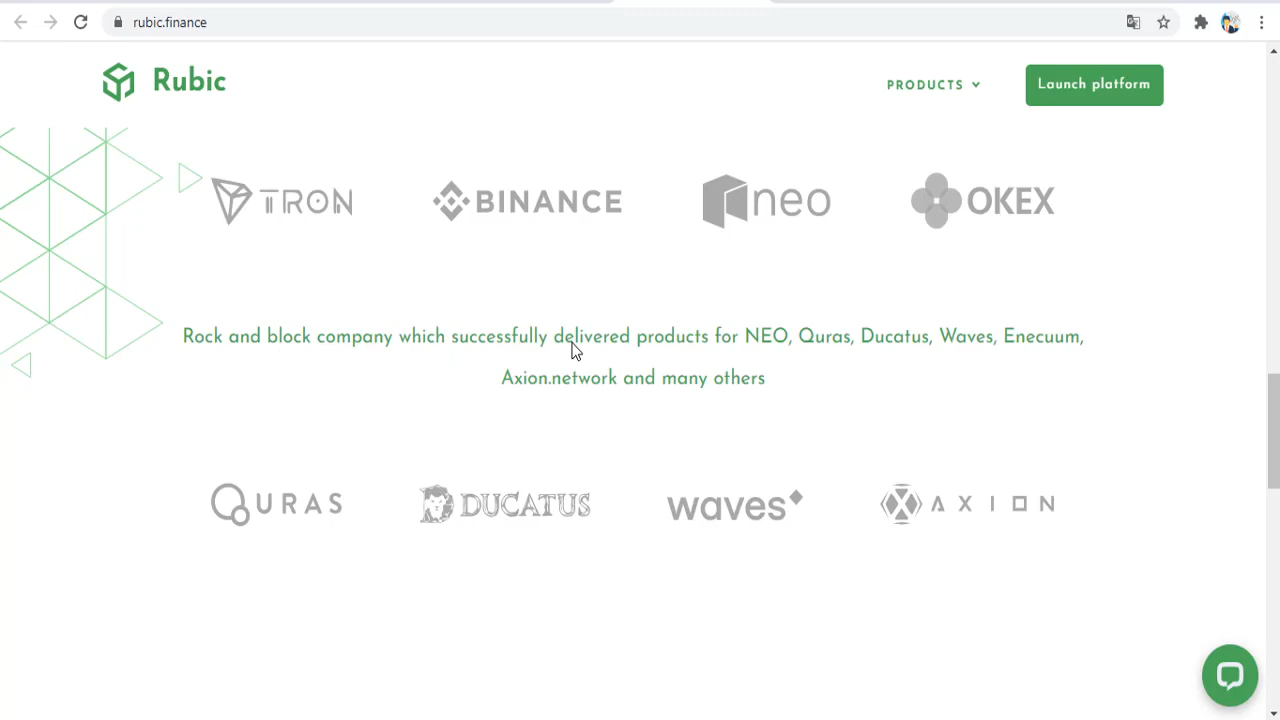 rubic.finance
Rubic
PRODUCTS
Launch platform
TRON
BINANCE
neo
OKEX
Rock and block company which successfully delivered products for NEO, Quras, Ducatus, Waves, Enecuum,
Axion.network and many others
QURAS
DUCATUS
waves
AXION